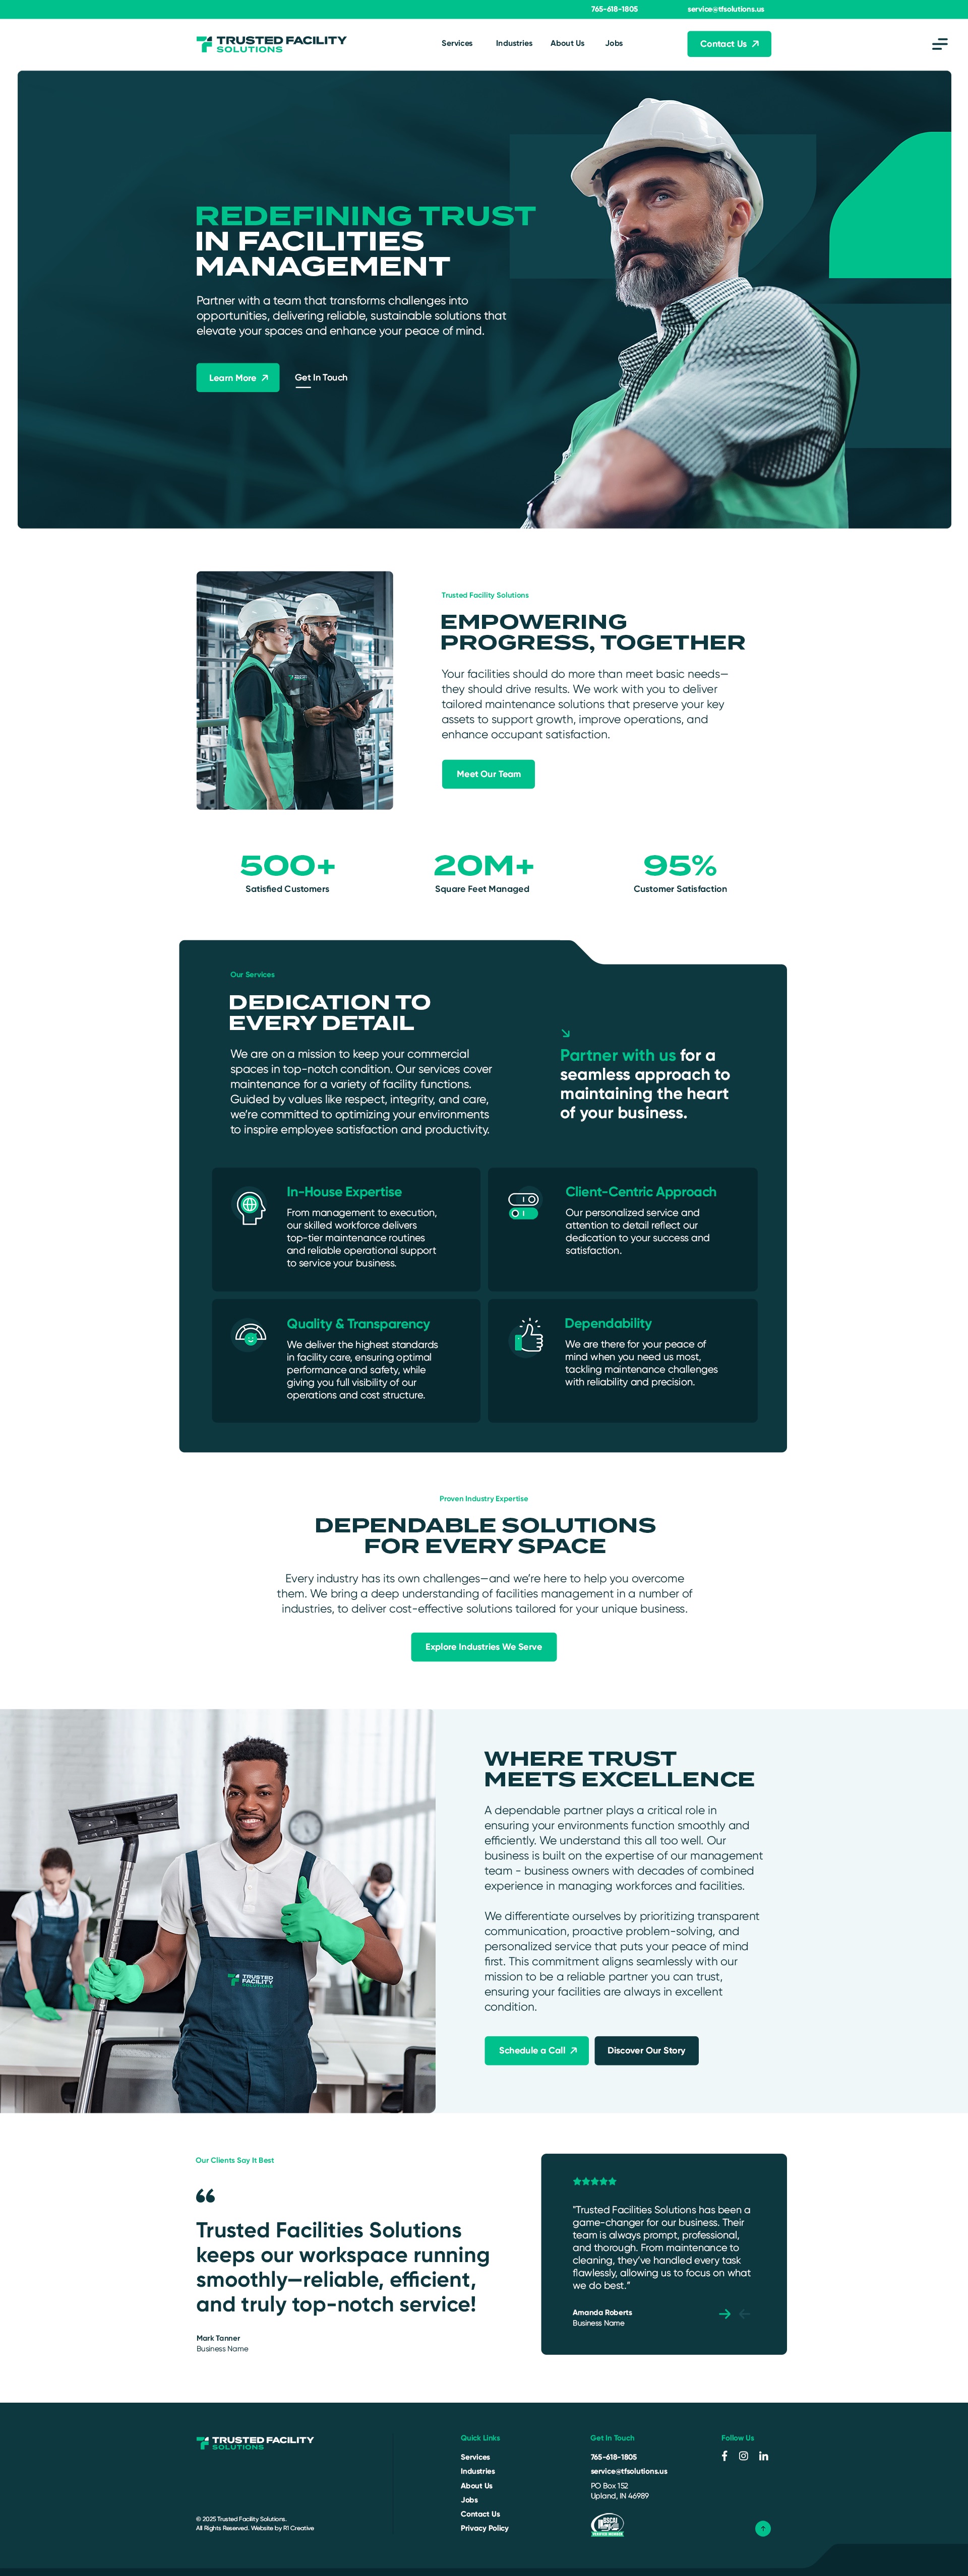 765-618-1805
service@tfsolutions.us
TRUSTED FACILITY
SOLUTIONS
Services
Industries
About Us
Jobs
Contact Us
REDEFINING TRUST
IN FACILITIES
MANAGEMENT
Partner with a team that transforms challenges into
opportunities, delivering reliable, sustainable solutions that
elevate your spaces and enhance your peace of mind.
Learn More
Get In Touch
Trusted Facility Solutions
EMPOWERING
PROGRESS, TOGETHER
Your facilities should do more than meet basic needs—
they should drive results. We work with you to deliver
tailored maintenance solutions that preserve your key
assets to support growth, improve operations, and
enhance occupant satisfaction.
Meet Our Team
500+
Satisfied Customers
20M+
Square Feet Managed
95%
Customer Satisfaction
Our Services
DEDICATION TO
EVERY DETAIL
We are on a mission to keep your commercial
spaces in top-notch condition. Our services cover
maintenance for a variety of facility functions.
Guided by values like respect, integrity, and care,
we're committed to optimizing your environments
to inspire employee satisfaction and productivity.
Partner with us for a
seamless approach to
maintaining the heart
of your business.
In-House Expertise
From management to execution,
our skilled workforce delivers
top-tier maintenance routines
and reliable operational support
to service your business.
Client-Centric Approach
Our personalized service and
attention to detail reflect our
dedication to your success and
satisfaction.
Quality & Transparency
We deliver the highest standards
in facility care, ensuring optimal
performance and safety, while
giving you full visibility of our
operations and cost structure.
Dependability
We are there for your peace of
mind when you need us most,
tackling maintenance challenges
with reliability and precision.
Proven Industry Expertise
DEPENDABLE SOLUTIONS
FOR EVERY SPACE
Every industry has its own challenges—and we're here to help you overcome
them. We bring a deep understanding of facilities management in a number of
industries, to deliver cost-effective solutions tailored for your unique business.
Explore Industries We Serve
TRUSTED
FACILITY
SOLUTIONS
WHERE TRUST
MEETS EXCELLENCE
A dependable partner plays a critical role in
ensuring your environments function smoothly and
efficiently. We understand this all too well. Our
business is built on the expertise of our management
team - business owners with decades of combined
experience in managing workforces and facilities.
We differentiate ourselves by prioritizing transparent
communication, proactive problem-solving, and
personalized service that puts your peace of mind
first. This commitment aligns seamlessly with our
mission to be a reliable partner you can trust,
ensuring your facilities are always in excellent
condition.
Schedule a Call
Discover Our Story
Our Clients Say It Best
“
Trusted Facilities Solutions
keeps our workspace running
smoothly—reliable, efficient,
and truly top-notch service!
Mark Tanner
Business Name
"Trusted Facilities Solutions has been a
game-changer for our business. Their
team is always prompt, professional,
and thorough. From maintenance to
cleaning, they've handled every task
flawlessly, allowing us to focus on what
we do best."
Amanda Roberts
Business Name
TRUSTED FACILITY
SOLUTIONS
© 2025 Trusted Facility Solutions.
All Rights Reserved. Website by R1 Creative
Quick Links
Services
Industries
About Us
Jobs
Contact Us
Privacy Policy
Get In Touch
765-618-1805
service@tfsolutions.us
PO Box 152
Upland, IN 46989
BSCAI
Follow Us